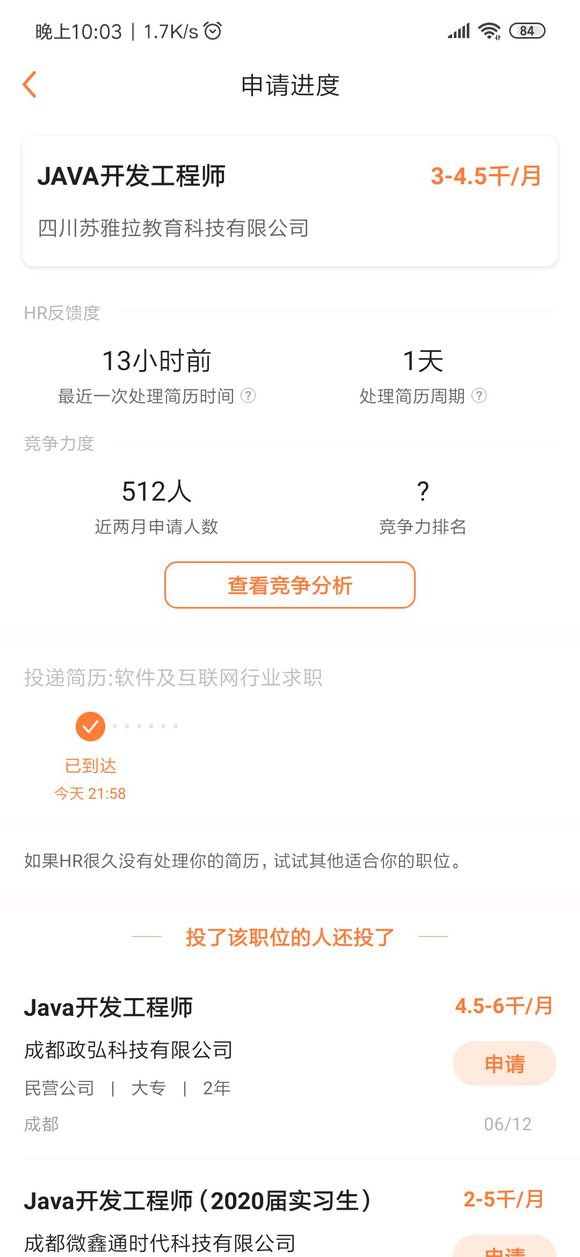 晚上10:03 | 1.7K/s
84
申请进度
JAVA开发工程师
3-4.5千/月
四川苏雅拉教育科技有限公司
HR反馈度
13小时前
1天
最近一次处理简历时间 ?
处理简历周期 ?
竞争力度
512人
?
近两月申请人数
竞争力排名
查看竞争分析
投递简历:软件及互联网行业求职
已到达
今天 21:58
如果HR很久没有处理你的简历，试试其他适合你的职位。
投了该职位的人还投了
Java开发工程师
4.5-6千/月
成都政弘科技有限公司
申请
民营公司 | 大专 | 2年
成都
06/12
Java开发工程师（2020届实习生）
2-5千/月
成都微鑫通时代科技有限公司
申请